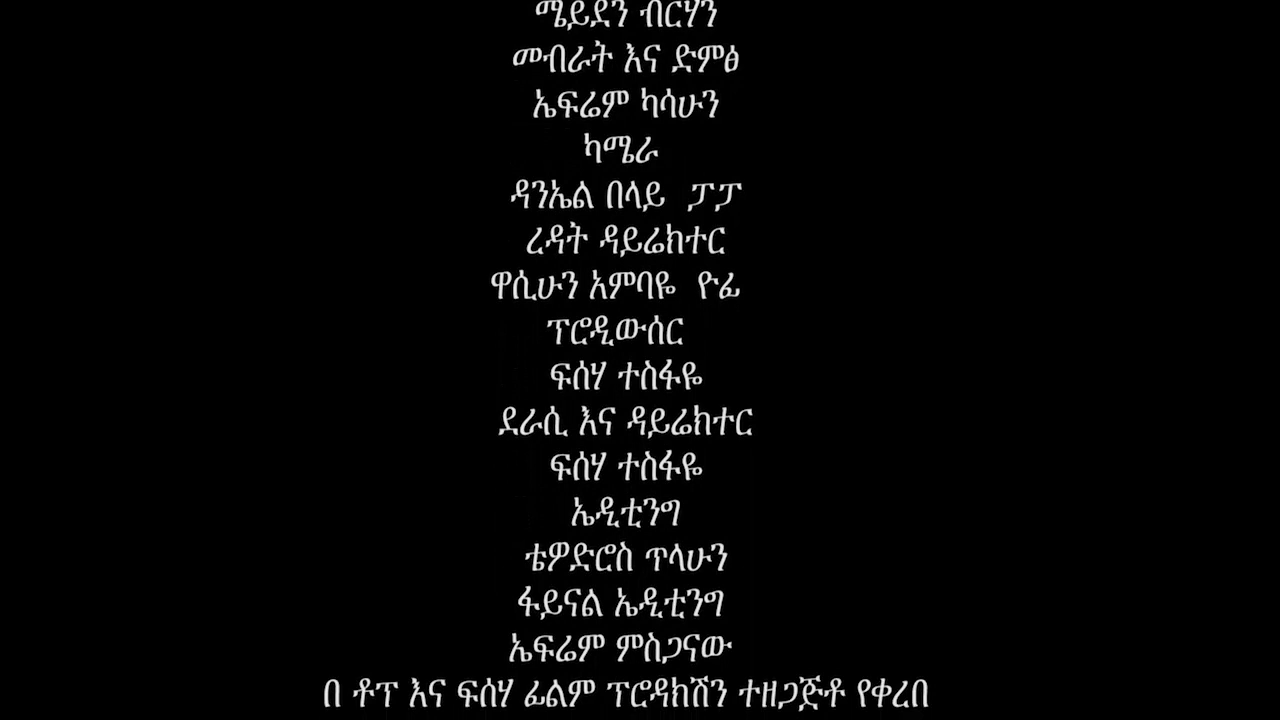 ሜይደን ብርሃን
መብራት እና ድምፅ
ኤፍሬም ካሳሁን
ካሜራ
ዳንኤል በላይ ፓፓ
ረዳት ዳይሬክተር
ዋሲሁን አምባዬ ዮፊ
ፕሮዲውሰር
ፍሰሃ ተስፋዬ
ደራሲ እና ዳይሬክተር
ፍሰሃ ተስፋዬ
ኤዲቲንግ
ቴዎድሮስ ጥላሁን
ፋይናል ኤዲቲንግ
ኤፍሬም ምስጋናው
በ ቶፕ እና ፍሰሃ ፊልም ፕሮዳክሽን ተዘጋጅቶ የቀረበ